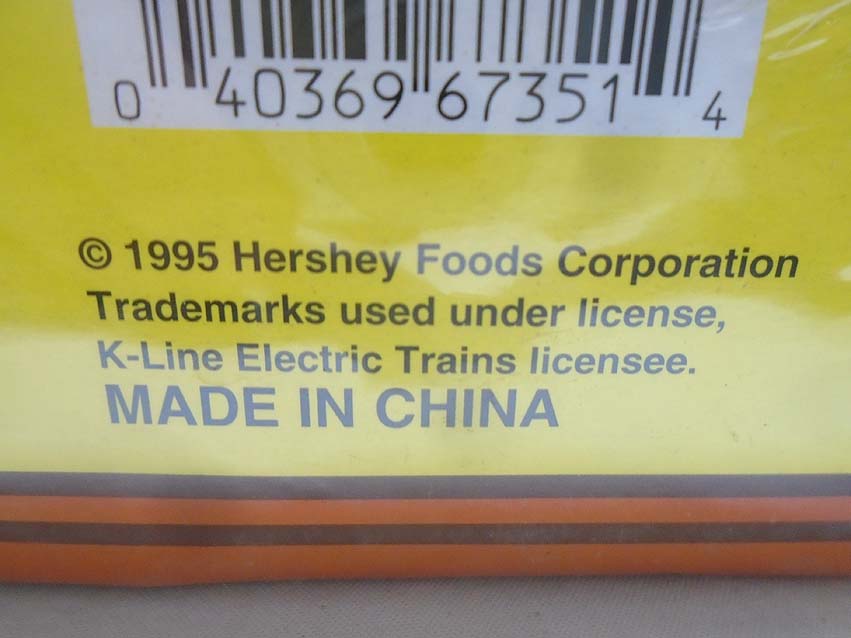 0 40369 67351 4
© 1995 Hershey Foods Corporation
Trademarks used under license,
K-Line Electric Trains licensee.
MADE IN CHINA